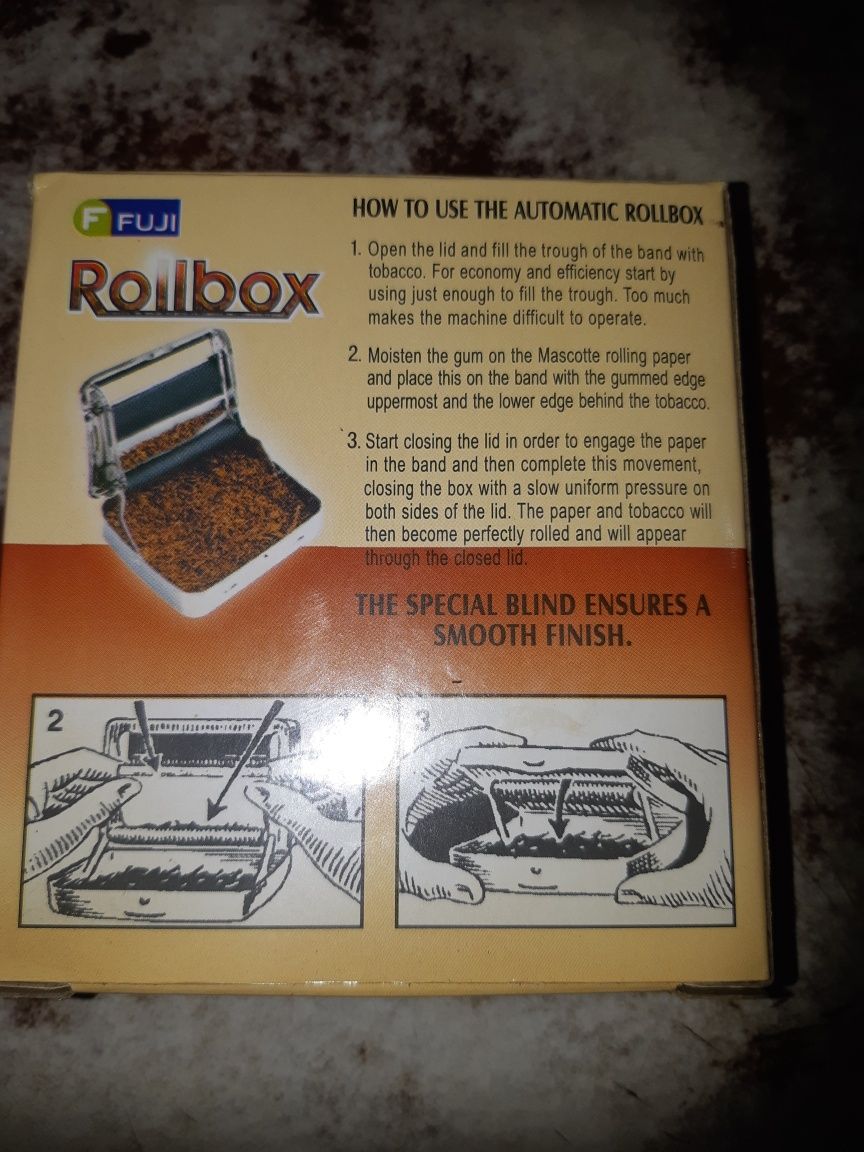 F FUJI
Rollbox
HOW TO USE THE AUTOMATIC ROLLBOX
1. Open the lid and fill the trough of the band with
tobacco. For economy and efficiency start by
using just enough to fill the trough. Too much
makes the machine difficult to operate.
2. Moisten the gum on the Mascotte rolling paper
and place this on the band with the gummed edge
uppermost and the lower edge behind the tobacco.
3. Start closing the lid in order to engage the paper
in the band and then complete this movement,
closing the box with a slow uniform pressure on
both sides of the lid. The paper and tobacco will
then become perfectly rolled and will appear
through the closed lid.
THE SPECIAL BLIND ENSURES A
SMOOTH FINISH.
2
3